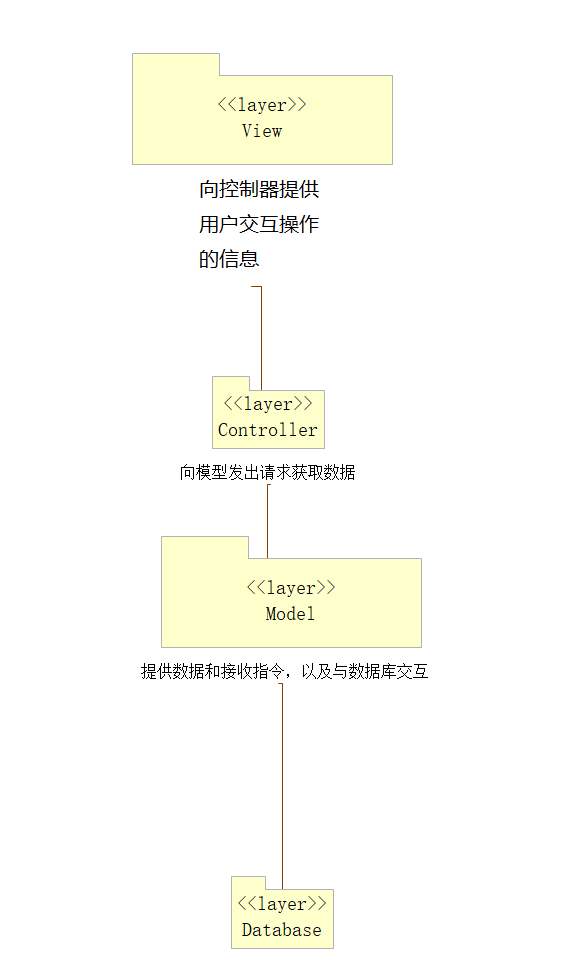 <<layer>>
View
向控制器提供
用户交互操作
的信息
<<layer>>
Controller
向模型发出请求获取数据
<<layer>>
Model
提供数据和接收指令，以及与数据库交互
<<layer>>
Database